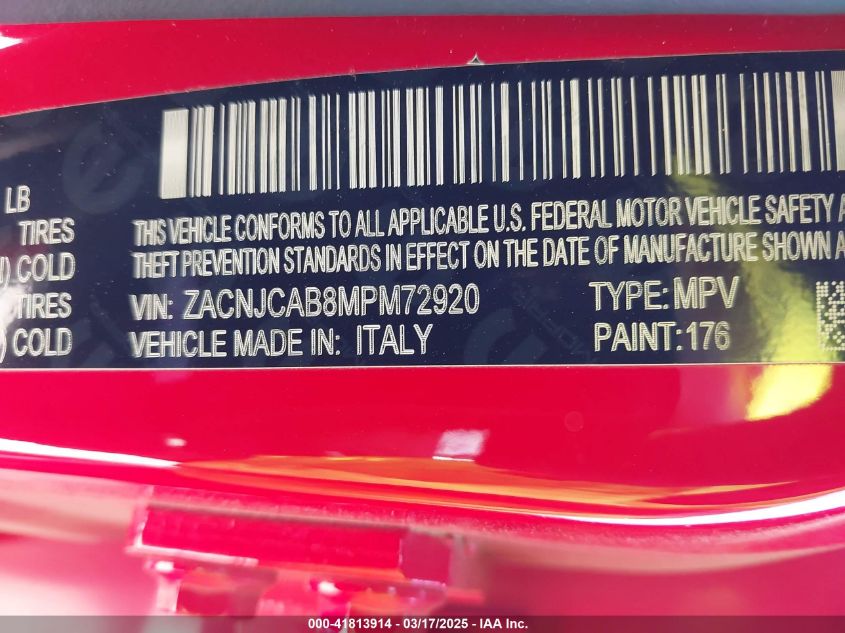 LB
TIRES
COLD
TIRES
) COLD
THIS VEHICLE CONFORMS TO ALL APPLICABLE U.S. FEDERAL MOTOR VEHICLE SAFETY A
THEFT PREVENTION STANDARDS IN EFFECT ON THE DATE OF MANUFACTURE SHOWN A
VIN: ZACNJCAB8MPM72920 TYPE: MPV
VEHICLE MADE IN: ITALY PAINT: 176
000-41813914 - 03/17/2025 - IAA Inc.